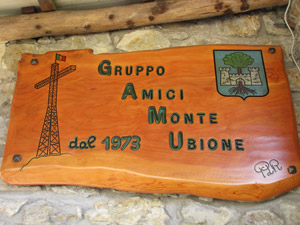 GRUPPO
AMICI
MONTE
dal 1973 UBIONE